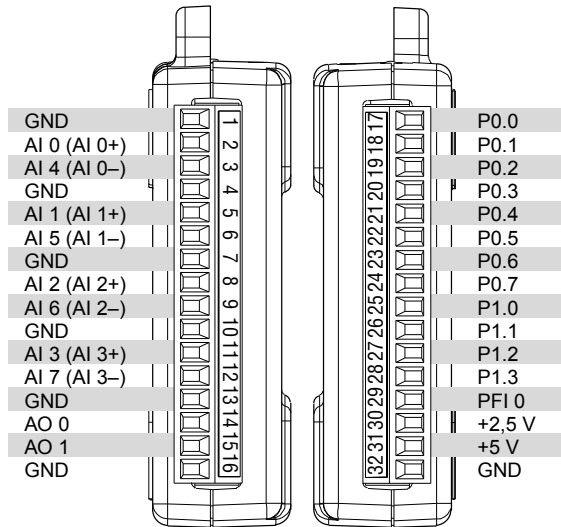 GND 1 17 P0.0
AI 0 (AI 0+) 2 18 P0.1
AI 4 (AI 0–) 3 19 P0.2
GND 4 20 P0.3
AI 1 (AI 1+) 5 21 P0.4
AI 5 (AI 1–) 6 22 P0.5
GND 7 23 P0.6
AI 2 (AI 2+) 8 24 P0.7
AI 6 (AI 2–) 9 25 P1.0
GND 10 26 P1.1
AI 3 (AI 3+) 11 27 P1.2
AI 7 (AI 3–) 12 28 P1.3
GND 13 29 PFI 0
AO 0 14 30 +2,5 V
AO 1 15 31 +5 V
GND 16 32 GND